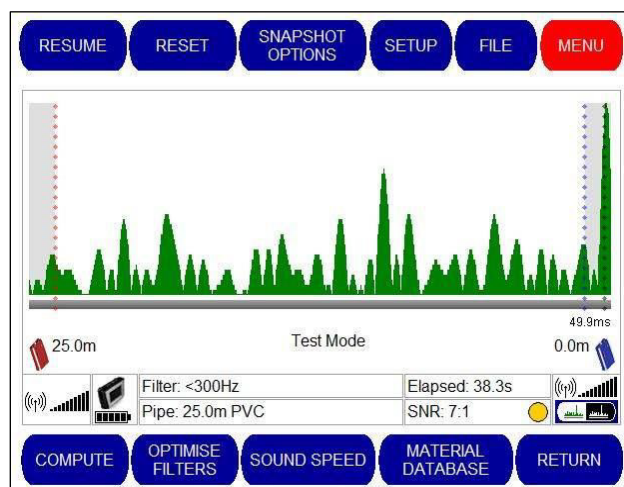 RESUME
RESET
SNAPSHOT
OPTIONS
SETUP
FILE
MENU
49.9ms
25.0m
Test Mode
0.0m
Filter: <300Hz
Elapsed: 38.3s
Pipe: 25.0m PVC
SNR: 7:1
COMPUTE
OPTIMISE
FILTERS
SOUND SPEED
MATERIAL
DATABASE
RETURN